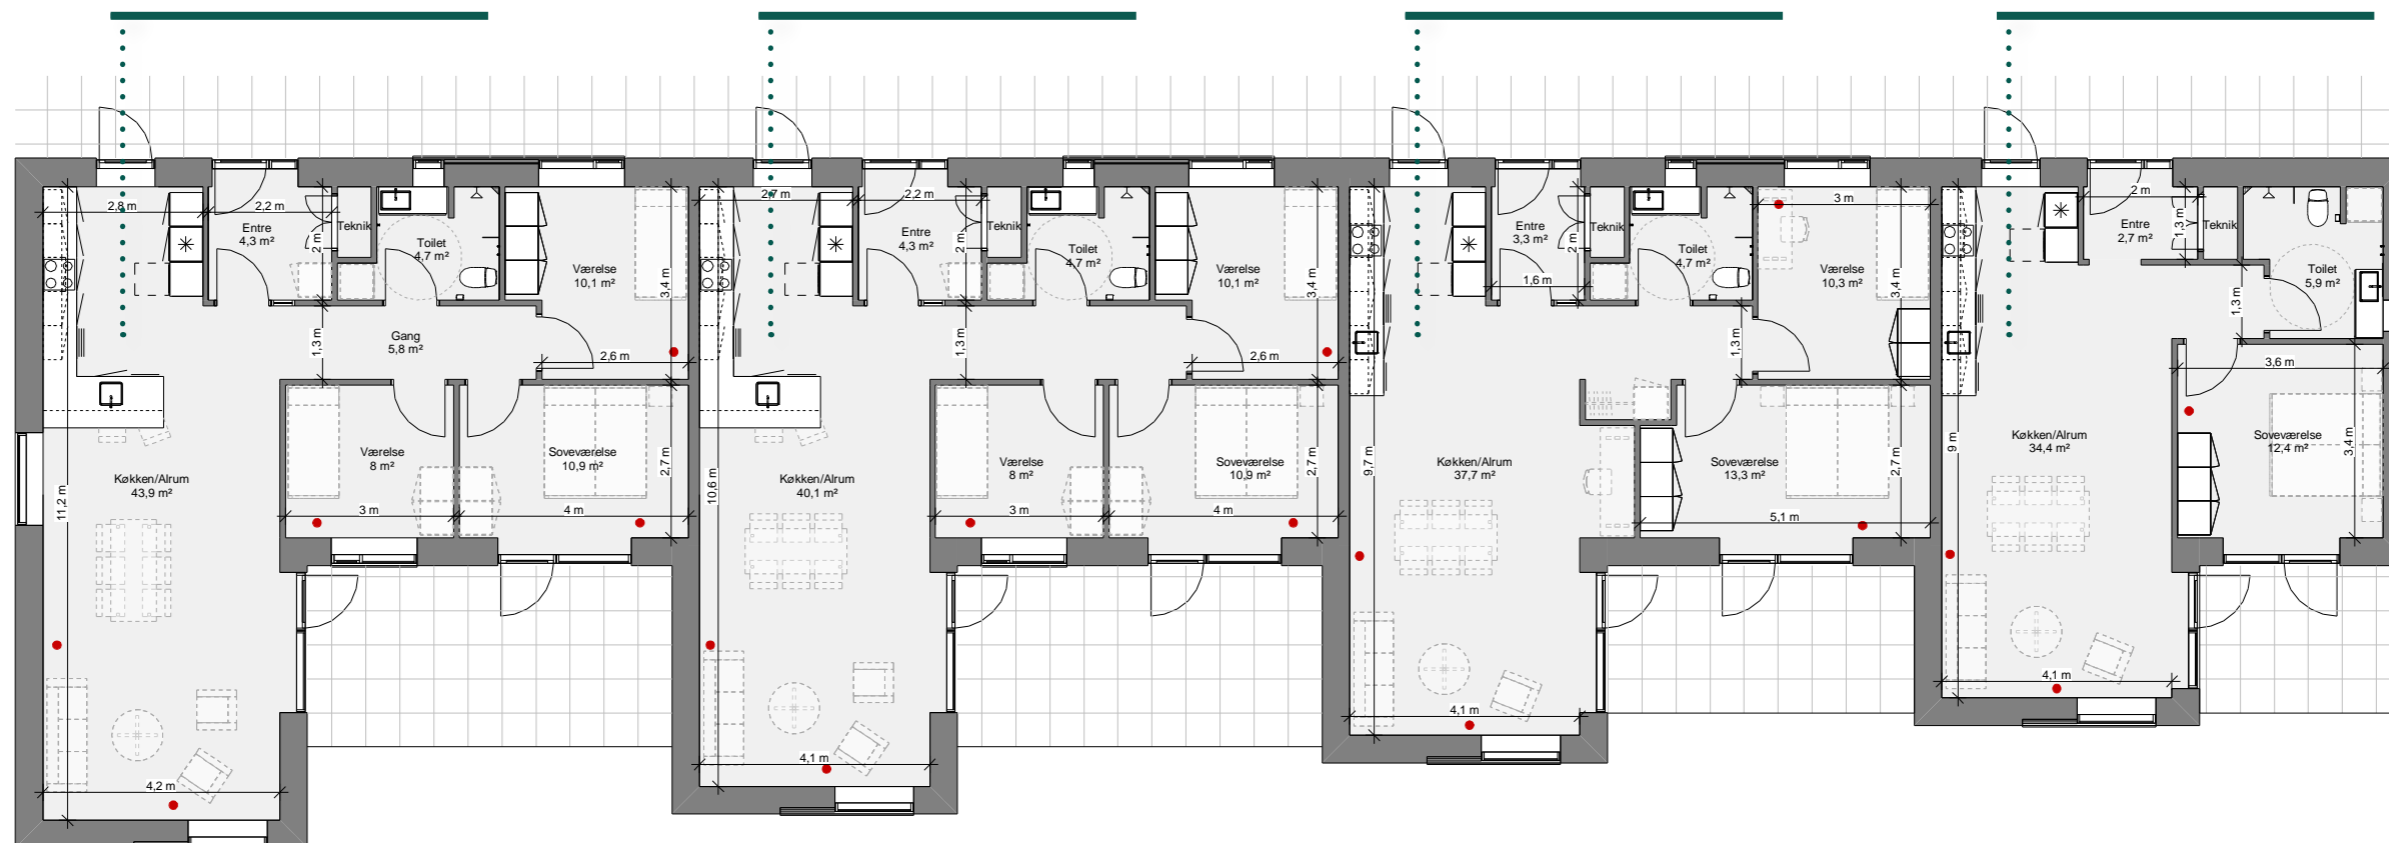 2,8 m
2,2 m
2 m
Entre
4,3 m²
Teknik
Toilet
4,7 m²
Værelse
10,1 m²
3,4 m
Gang
5,8 m²
1,3 m
2,6 m
Værelse
8 m²
3 m
Soveværelse
10,9 m²
2,7 m
4 m
Køkken/Alrum
43,9 m²
11,2 m
4,2 m
2,7 m
2,2 m
2 m
Entre
4,3 m²
Teknik
Toilet
4,7 m²
Værelse
10,1 m²
3,4 m
1,3 m
2,6 m
Værelse
8 m²
3 m
Soveværelse
10,9 m²
2,7 m
4 m
Køkken/Alrum
40,1 m²
10,6 m
4,1 m
Entre
3,3 m²
2 m
1,6 m
Teknik
Toilet
4,7 m²
3 m
Værelse
10,3 m²
3,4 m
1,3 m
Køkken/Alrum
37,7 m²
9,7 m
Soveværelse
13,3 m²
2,7 m
5,1 m
4,1 m
2 m
Entre
2,7 m²
1,3 m
Teknik
Toilet
5,9 m²
1,3 m
3,6 m
Køkken/Alrum
34,4 m²
9 m
Soveværelse
12,4 m²
3,4 m
4,1 m